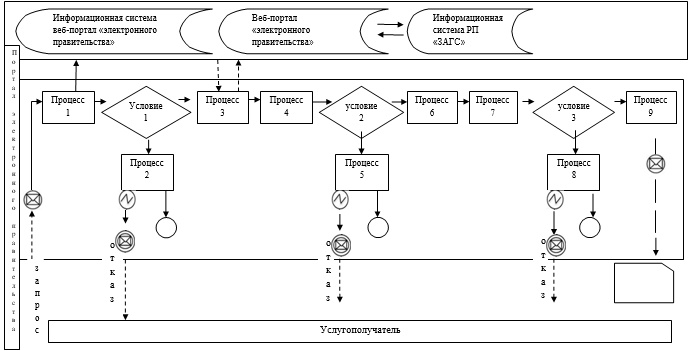 Информационная система
веб-портал «электронного
правительства»
Веб-портал
«электронного
правительства»
Информационная
система РП
«ЗАГС»
Портал электронного правительства
Процесс
1
Условие
1
Процесс
3
Процесс
4
условие
2
Процесс
6
Процесс
7
условие
3
Процесс
9
Процесс
2
Процесс
5
Процесс
8
запрос
отказ
отказ
отказ
Услугополучатель